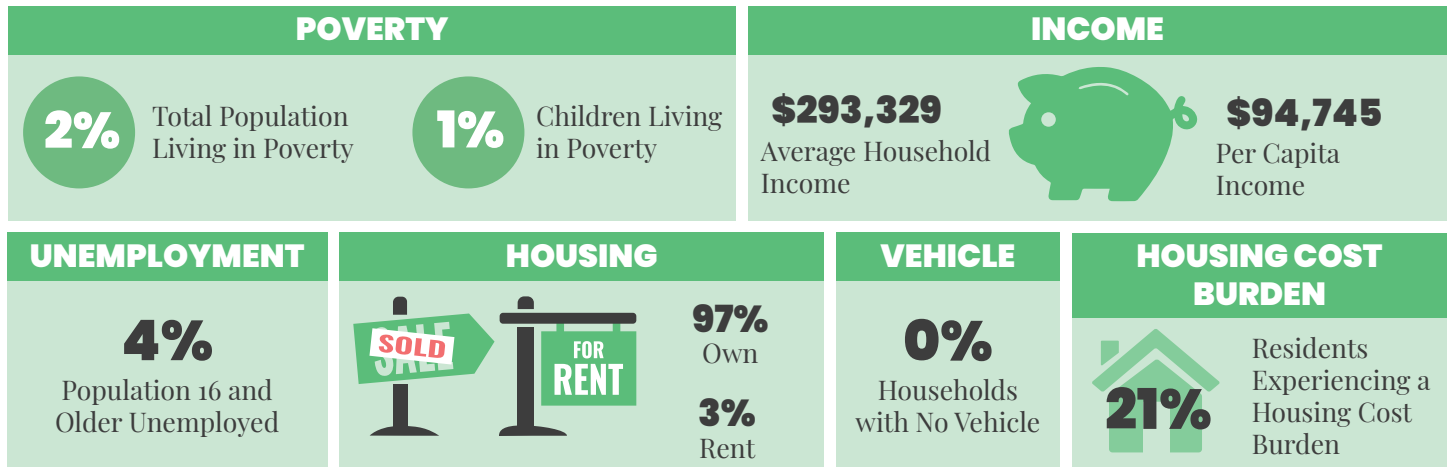 POVERTY
2%
Total Population
Living in Poverty
1%
Children Living
in Poverty
INCOME
$293,329
Average Household
Income
$94,745
Per Capita
Income
UNEMPLOYMENT
4%
Population 16 and
Older Unemployed
HOUSING
SALE
SOLD
FOR
RENT
97%
Own
3%
Rent
VEHICLE
0%
Households
with No Vehicle
HOUSING COST
BURDEN
21%
Residents
Experiencing a
Housing Cost
Burden